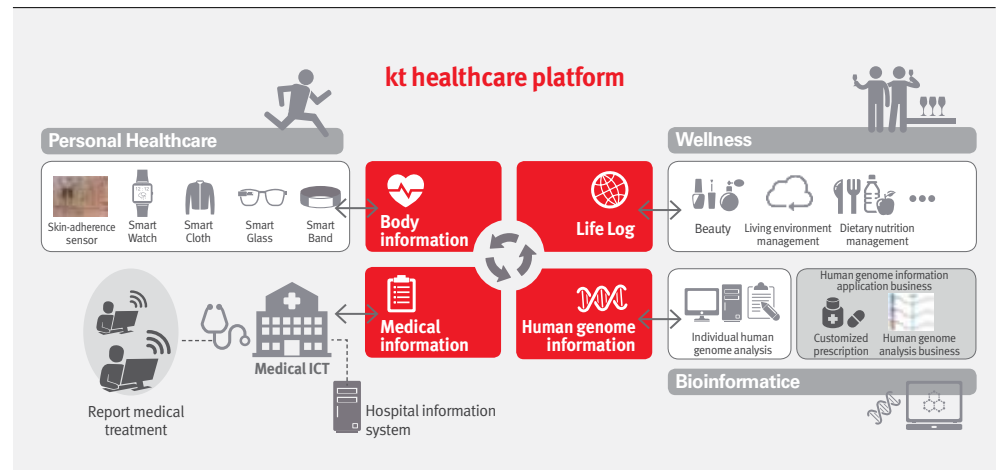 kt healthcare platform
Personal Healthcare
Skin-adherence
sensor
Smart
Watch
Smart
Cloth
Smart
Glass
Smart
Band
Body
information
Life Log
Wellness
Beauty
Living environment
management
Dietary nutrition
management
Medical
information
Human genome
information
Report medical
treatment
Medical ICT
Hospital information
system
Individual human
genome analysis
Human genome information
application business
Customized
prescription
Human genome
analysis business
Bioinformatice